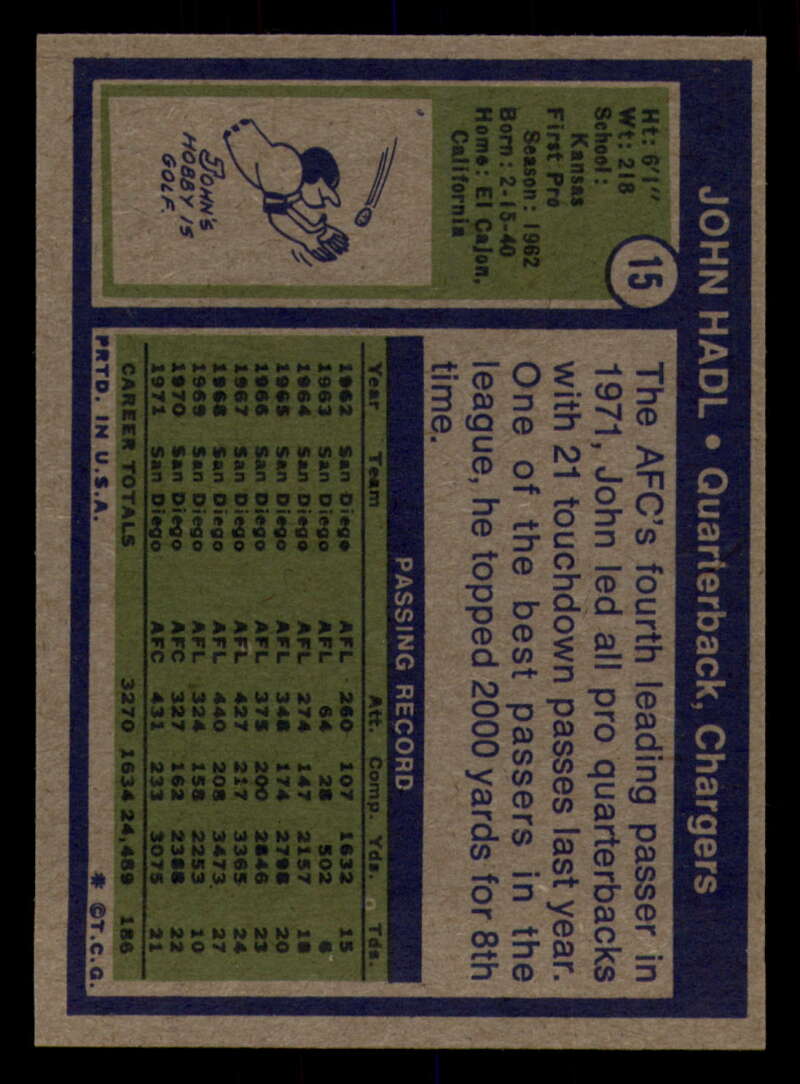 JOHN HADL • Quarterback, Chargers
15
Ht: 6'1"
Wt: 218
School:
Kansas
First Pro
Season: 1962
Born: 2-15-40
Home: El Cajon,
California
JOHN'S
HOBBY IS
GOLF.
The AFC's fourth leading passer in
1971, John led all pro quarterbacks
with 21 touchdown passes last year.
One of the best passers in the
league, he topped 2000 yards for 8th
time.
PASSING RECORD
Year Team Att. Comp. Yds. Tds.
1962 San Diego AFL 260 107 1632 15
1963 San Diego AFL 64 28 502 6
1964 San Diego AFL 274 147 2157 18
1965 San Diego AFL 348 174 2798 20
1966 San Diego AFL 375 200 2846 23
1967 San Diego AFL 427 217 3365 24
1968 San Diego AFL 440 208 3473 27
1969 San Diego AFL 324 158 2253 10
1970 San Diego AFC 327 162 2388 22
1971 San Diego AFC 431 233 3075 21
CAREER TOTALS 3270 1634 24,489 186
PRTD. IN U.S.A. * ©T.C.G.